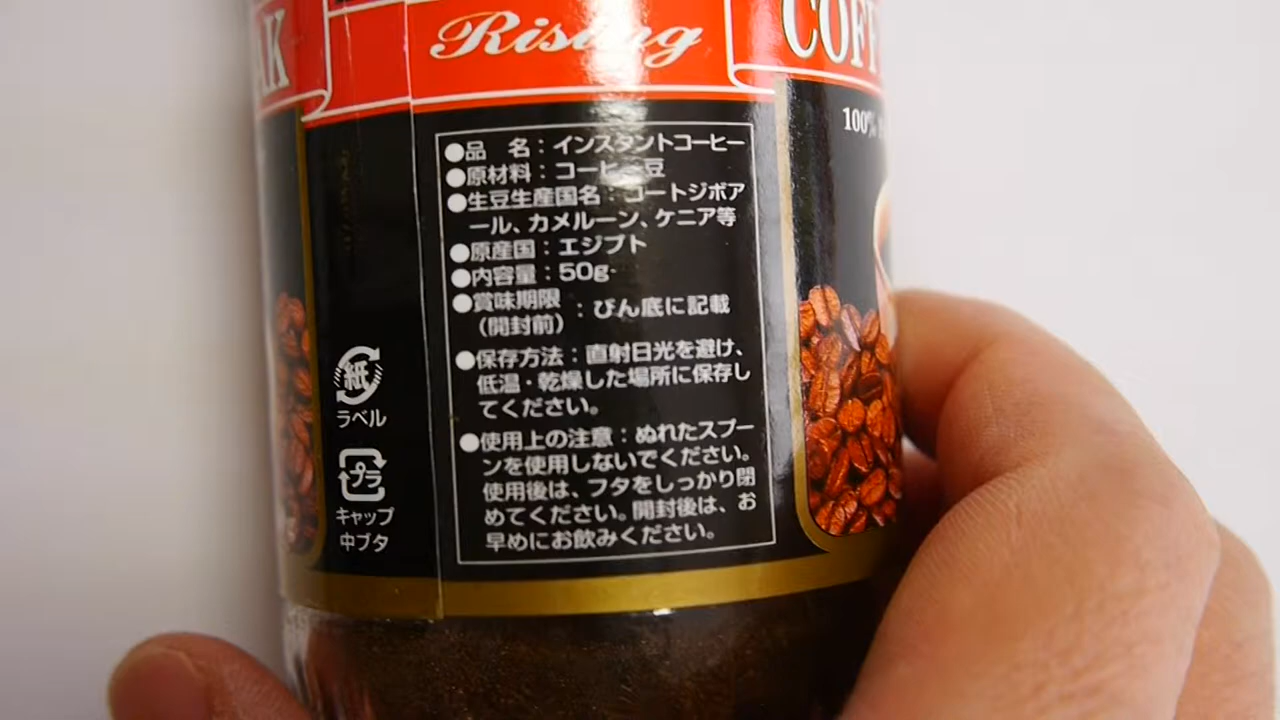 AK
Rising
COFF
100%
●品 名：インスタントコーヒー
●原材料：コーヒー豆
●生豆生産国名：コートジボア
ール、カメルーン、ケニア等
●原産国：エジプト
●内容量：50g
●賞味期限
（開封前）：びん底に記載
●保存方法：直射日光を避け、
低温・乾燥した場所に保存し
てください。
●使用上の注意：ぬれたスプー
ンを使用しないでください。
使用後は、フタをしっかり閉
めてください。開封後は、お
早めにお飲みください。
紙
ラベル
プラ
キャップ
中ブタ